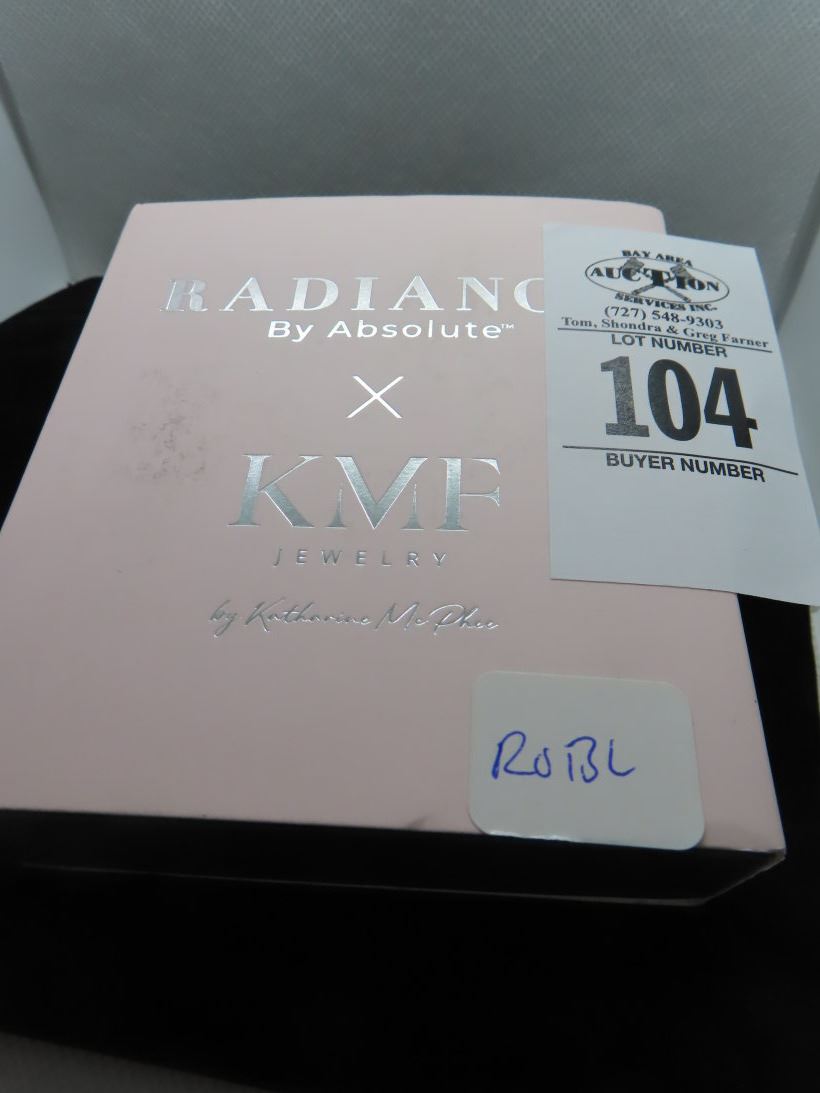 RADIANC
By Absolute™
X
KMF
JEWELRY
by Katharine McPhee
BAY AREA
AUCTION
SERVICES INC.
(727) 548-9303
Tom, Shondra & Greg Farner
LOT NUMBER
104
BUYER NUMBER
ROBL